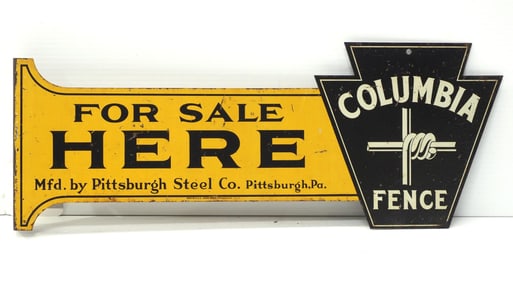 FOR SALE
HERE
Mfd. by Pittsburgh Steel Co. Pittsburgh, Pa.
COLUMBIA
FENCE